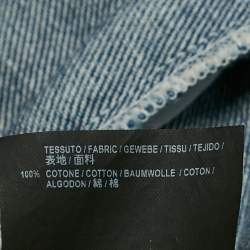 TESSUTO / FABRIC / GEWEBE / TISSU / TEJIDO /
表地 / 面料
100% COTONE / COTTON / BAUMWOLLE / COTON /
ALGODON / 綿 / 棉